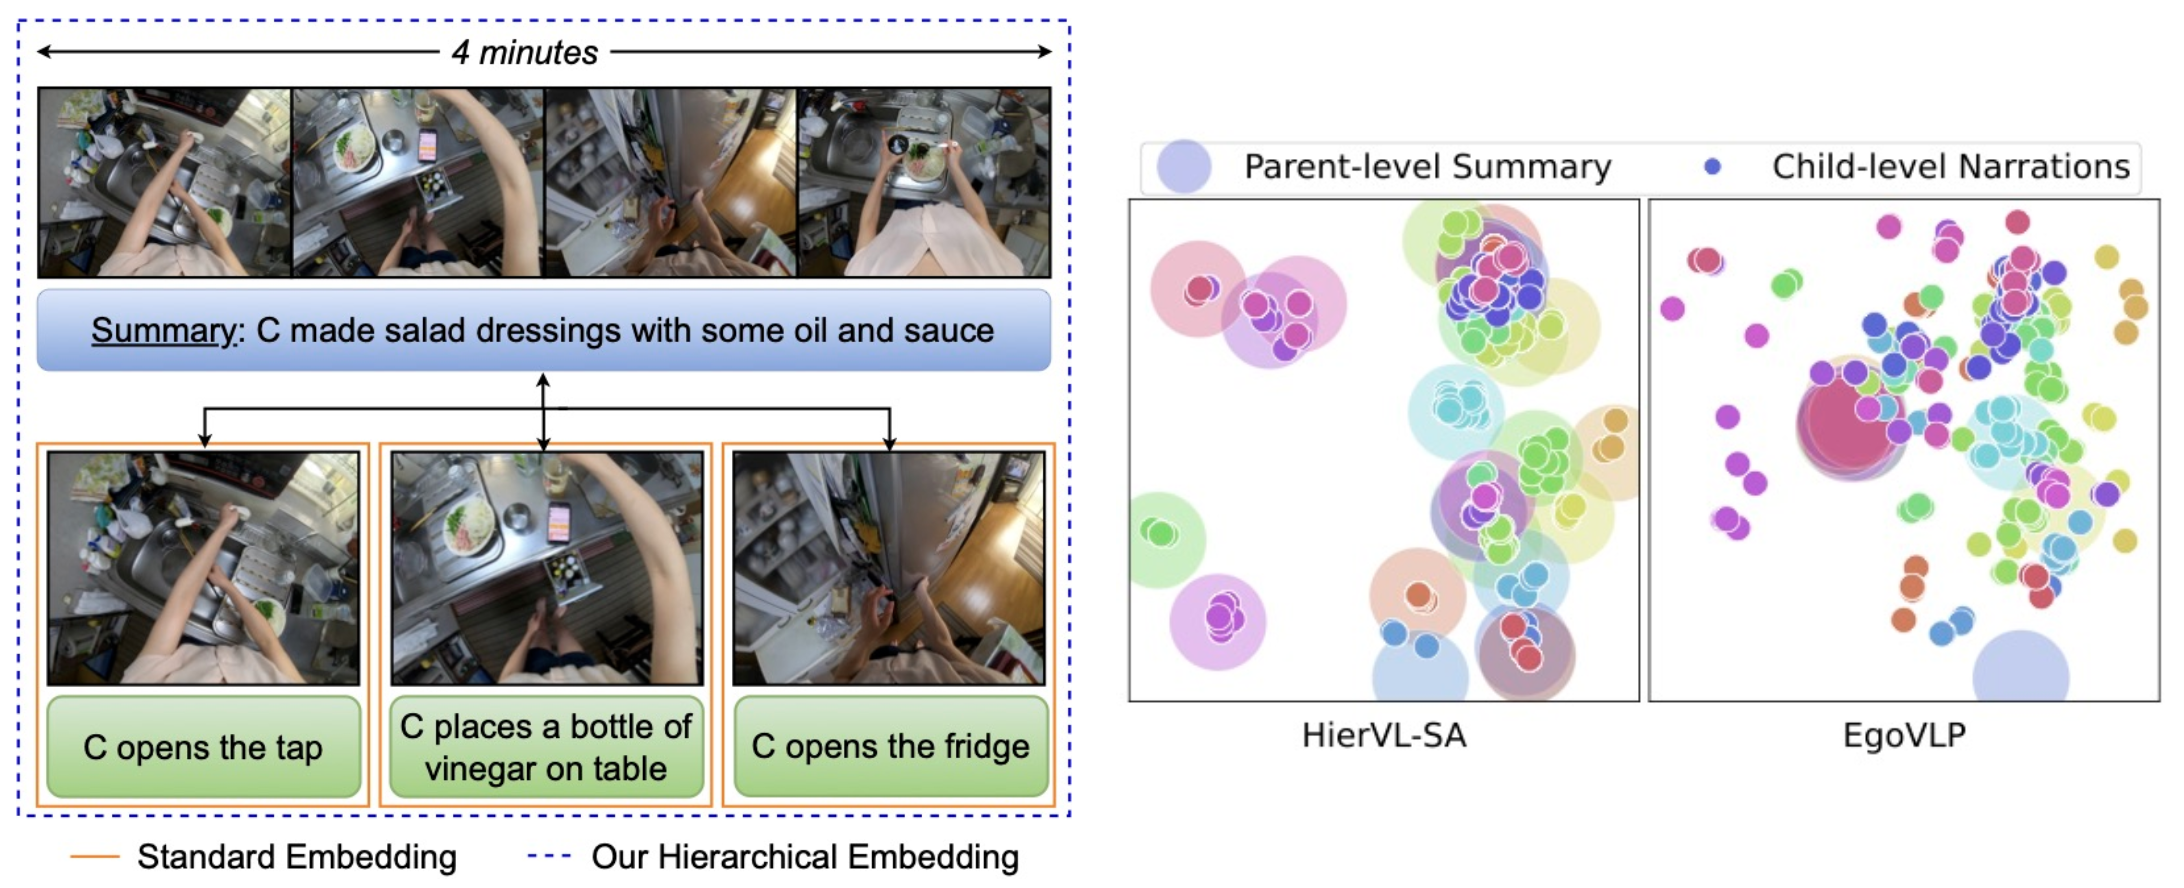 4 minutes
Summary: C made salad dressings with some oil and sauce
C opens the tap
C places a bottle of
vinegar on table
C opens the fridge
Standard Embedding
Our Hierarchical Embedding
Parent-level Summary
Child-level Narrations
HierVL-SA
EgoVLP